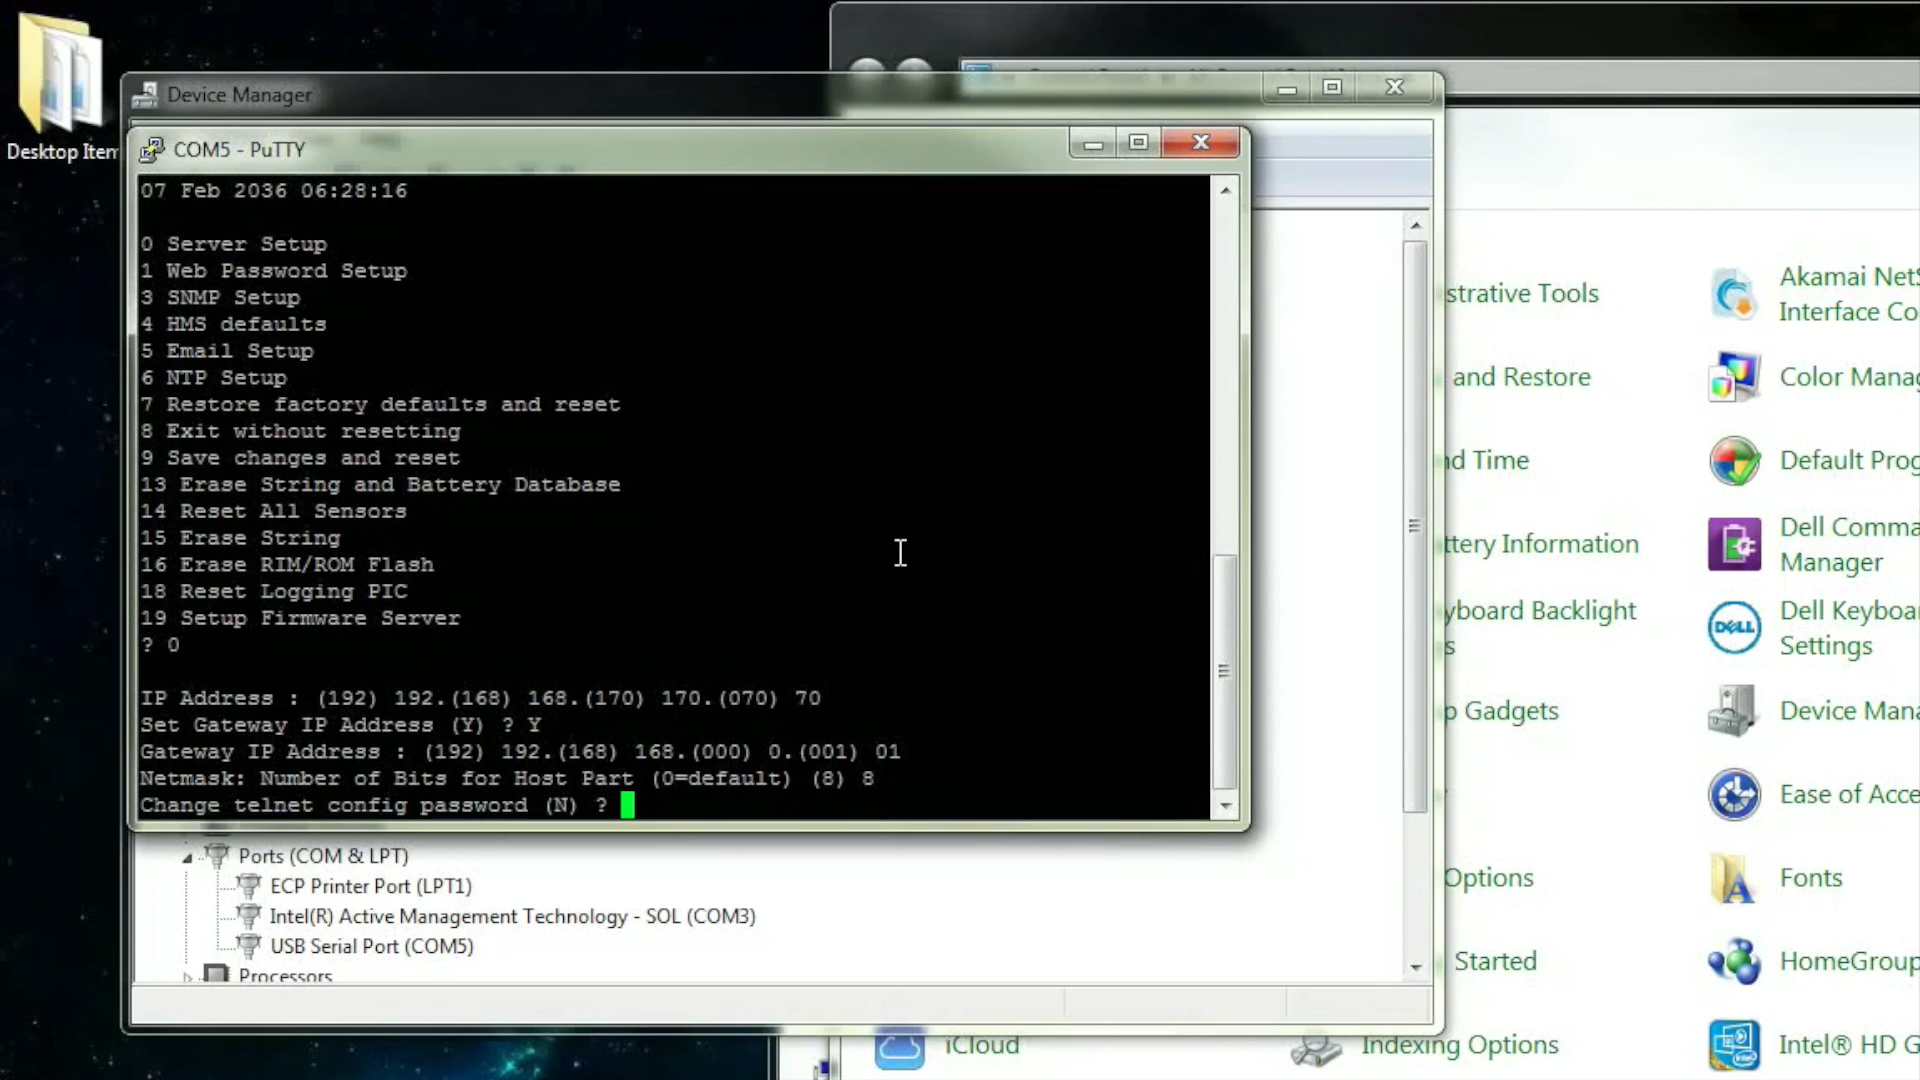 Desktop Item
Device Manager
COM5 - PuTTY
07 Feb 2036 06:28:16
0 Server Setup
1 Web Password Setup
3 SNMP Setup
4 HMS defaults
5 Email Setup
6 NTP Setup
7 Restore factory defaults and reset
8 Exit without resetting
9 Save changes and reset
13 Erase String and Battery Database
14 Reset All Sensors
15 Erase String
16 Erase RIM/ROM Flash
18 Reset Logging PIC
19 Setup Firmware Server
? 0
IP Address : (192) 192.(168) 168.(170) 170.(070) 70
Set Gateway IP Address (Y) ? Y
Gateway IP Address : (192) 192.(168) 168.(000) 0.(001) 01
Netmask: Number of Bits for Host Part (0=default) (8) 8
Change telnet config password (N) ?
Ports (COM & LPT)
ECP Printer Port (LPT1)
Intel(R) Active Management Technology - SOL (COM3)
USB Serial Port (COM5)
Processors
strative Tools
and Restore
nd Time
ttery Information
yboard Backlight
s
p Gadgets
Options
Started
iCloud
Indexing Options
Akamai NetS
Interface Co
Color Manag
Default Prog
Dell Comma
Manager
DELL
Dell Keyboa
Settings
Device Mana
Ease of Acce
Fonts
HomeGroup
intel
Intel® HD G